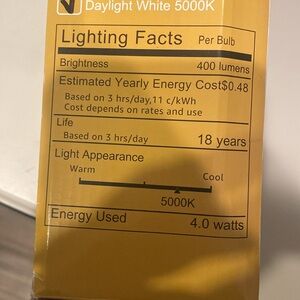 Daylight White 5000K
Lighting Facts Per Bulb
Brightness 400 lumens
Estimated Yearly Energy Cost$0.48
Based on 3 hrs/day,11 c/kWh
Cost depends on rates and use
Life
Based on 3 hrs/day 18 years
Light Appearance
Warm Cool
5000K
Energy Used 4.0 watts